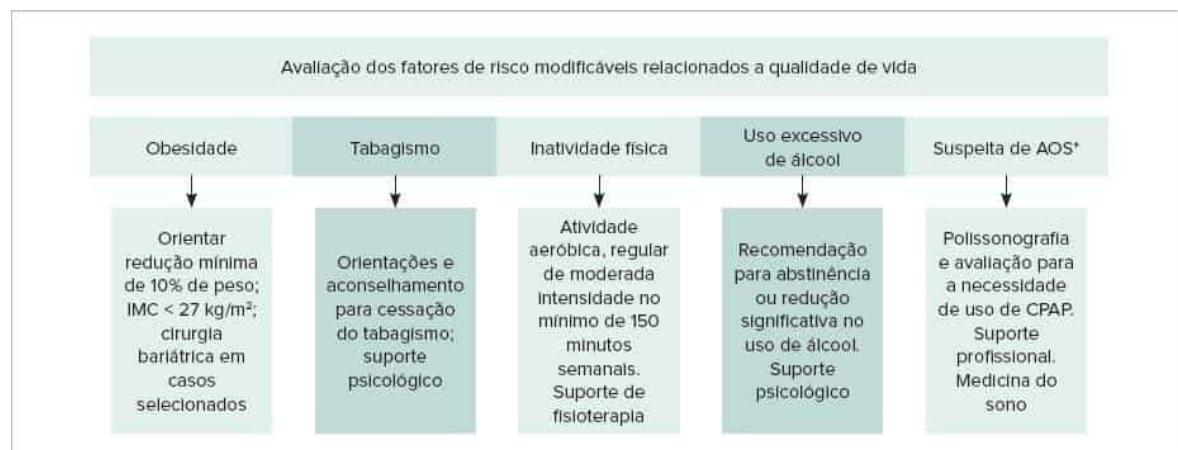 Avaliação dos fatores de risco modificáveis relacionados a qualidade de vida
Obesidade
Tabagismo
Inatividade física
Uso excessivo
de álcool
Suspeita de AOS*
Orientar
redução mínima
de 10% de peso;
IMC < 27 kg/m²;
cirurgia
bariátrica em
casos
selecionados
Orientações e
aconselhamento
para cessação
do tabagismo;
suporte
psicológico
Atividade
aeróbica, regular
de moderada
intensidade no
mínimo de 150
minutos
semanais.
Suporte de
fisioterapia
Recomendação
para abstinência
ou redução
significativa no
uso de álcool.
Suporte
psicológico
Polissonografia
e avaliação para
a necessidade
de uso de CPAP.
Suporte
profissional.
Medicina do
sono